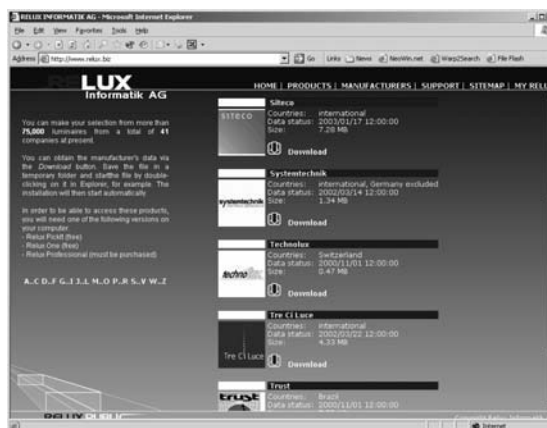 RELUX INFORMATIK AG - Microsoft Internet Explorer
File Edit View Favorites Tools Help
Address http://www.relux.biz Go Links News NeoWin.net Warp2Search File Flash
RELUX
Informatik AG
HOME | PRODUCTS | MANUFACTURERS | SUPPORT | SITEMAP | MY RELU
You can make your selection from more than
75,000 luminaires from a total of 41
companies at present.
You can obtain the manufacturer's data via
the Download button. Save the file in a
temporary folder and startthe file by double-
clicking on it in Explorer, for example. The
installation will then start automatically.
In order to be able to access these products,
you will need one of the following versions on
your computer:
- Relux PickIt (free)
- Relux One (free)
- Relux Professional (must be purchased)
A..C D..F G..I J..L M..O P..R S..V W..Z
Siteco
SITECO
Countries: international
Data status: 2003/01/17 12:00:00
Size: 7.28 MB
Download
Systemtechnik
systemtechnik
Countries: international, Germany excluded
Data status: 2002/03/14 12:00:00
Size: 1.34 MB
Download
Technolux
Countries: Switzerland
Data status: 2000/11/01 12:00:00
Size: 0.47 MB
Download
Tre Ci Luce
Tre Ci Luce
Countries: international
Data status: 2002/03/22 12:00:00
Size: 4.33 MB
Download
Trust
trust
Countries: Brazil
Data status: 2000/11/01 12:00:00
Internet